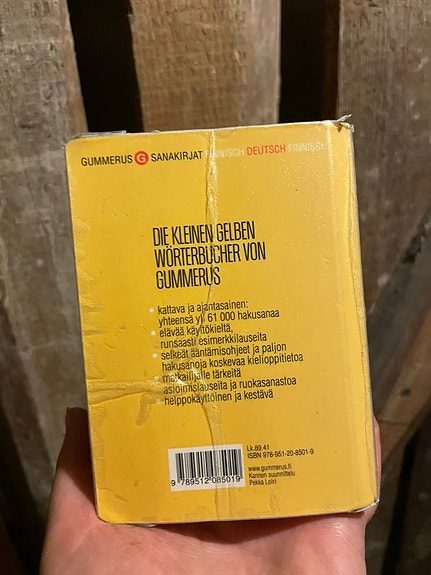 GUMMERUS G SANAKIRJAT FINNISCH DEUTSCH FINNISCH
DIE KLEINEN GELBEN
WÖRTERBÜCHER VON
GUMMERUS
• kattava ja ajantasainen:
yhteensä yli 61 000 hakusanaa
• elävää käyttökieltä,
runsaasti esimerkkilauseita
• selkeät ääntämisohjeet ja paljon
hakusanoja koskevaa kielioppitietoa
• matkailijalle tärkeitä
asioimislauseita ja ruokasanastoa
• helppokäyttöinen ja kestävä
Lk.89.41
ISBN 978-951-20-8501-9
9 789512 085019
www.gummerus.fi
Kannen suunnittelu
Pekka Loiri